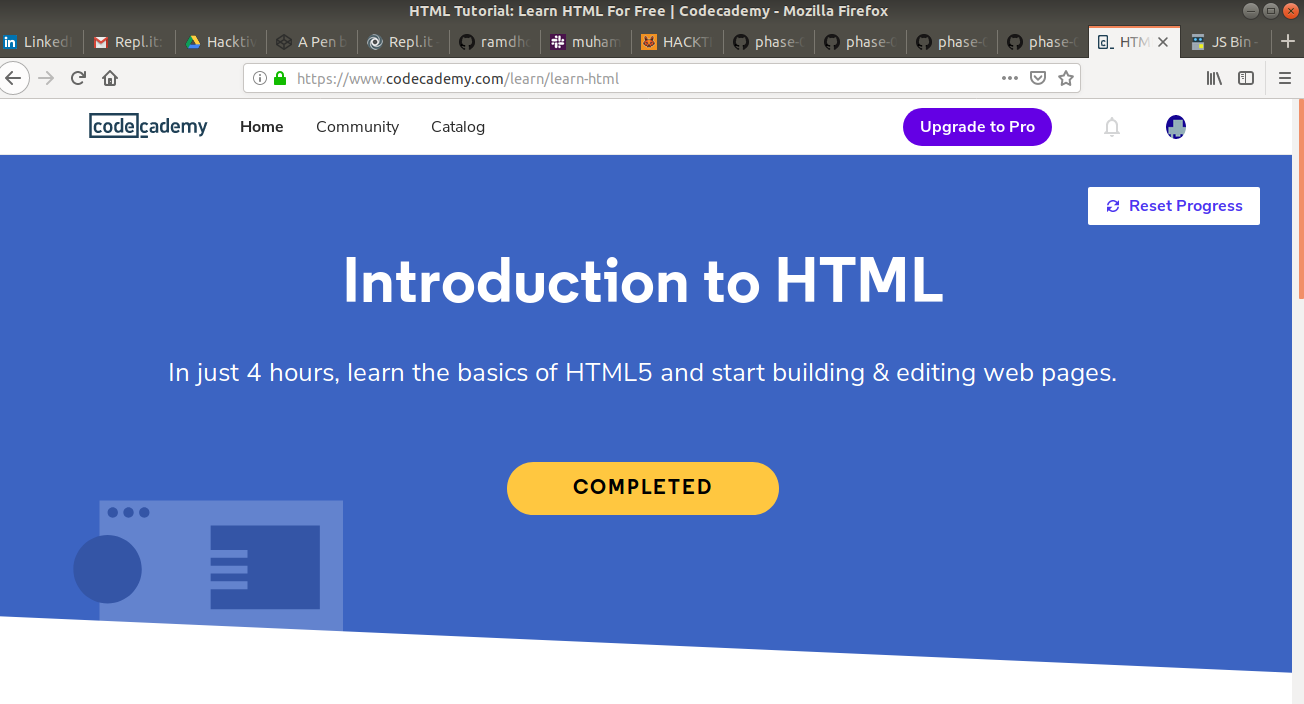 HTML Tutorial: Learn HTML For Free | Codecademy - Mozilla Firefox
LinkedI Repl.it: Hacktiv A Pen b Repl.it - ramdho muham HACKTi phase- phase- phase- phase- HTM JS Bin -
https://www.codecademy.com/learn/learn-html
codecademy Home Community Catalog Upgrade to Pro
Reset Progress
Introduction to HTML
In just 4 hours, learn the basics of HTML5 and start building & editing web pages.
COMPLETED